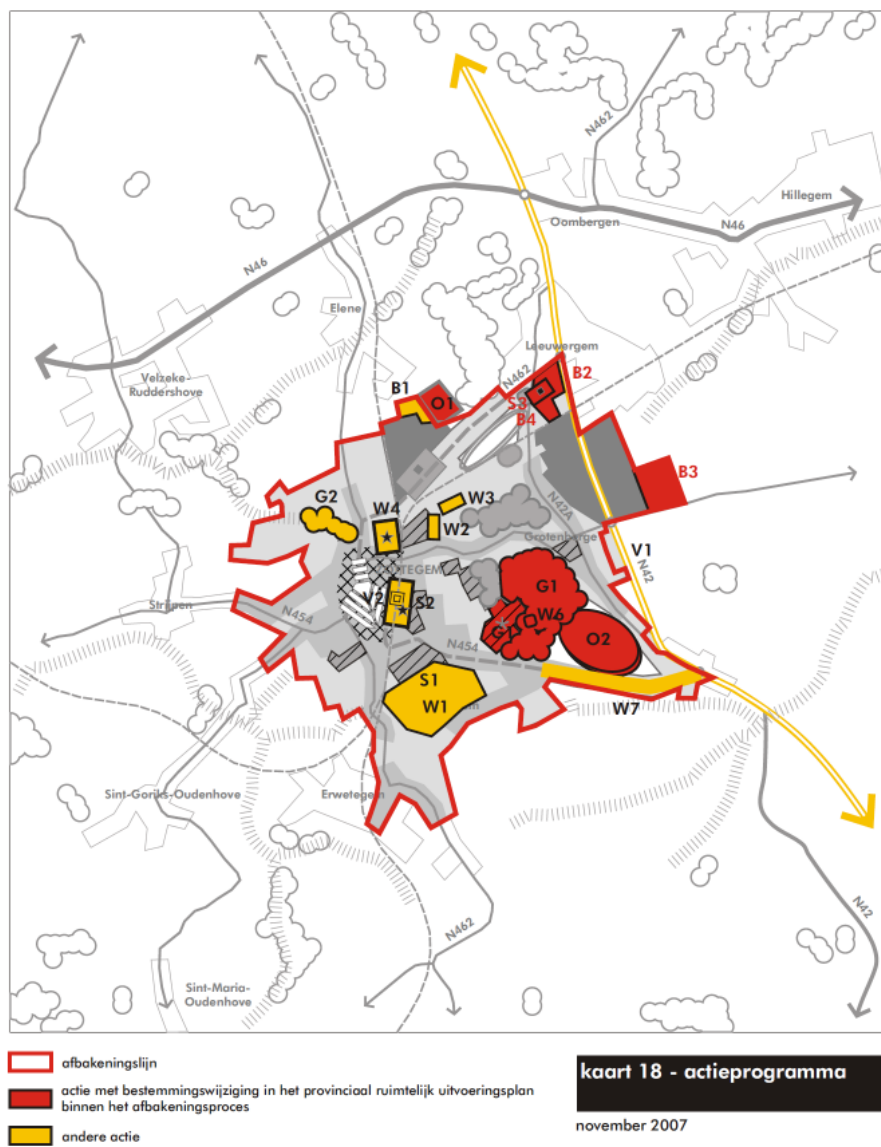 N462
Hillegem
Oombergen
N46
N46
Elene
Leeuwergem
Velzeke-
Ruddershove
N462
B2
B1
O1
S3
B4
B3
G2
W4
W3
W2
N42A
Grotenberge
V1
N42
TEGEM
G1
V2
S2
W6
Strijpen
N454
N454
O2
S1
W1
W7
Sint-Goriks-Oudenhove
Erwetegem
N42
N462
Sint-Maria-
Oudenhove
afbakeningslijn
actie met bestemmingswijziging in het provinciaal ruimtelijk uitvoeringsplan
binnen het afbakeningsproces
andere actie
kaart 18 - actieprogramma
november 2007